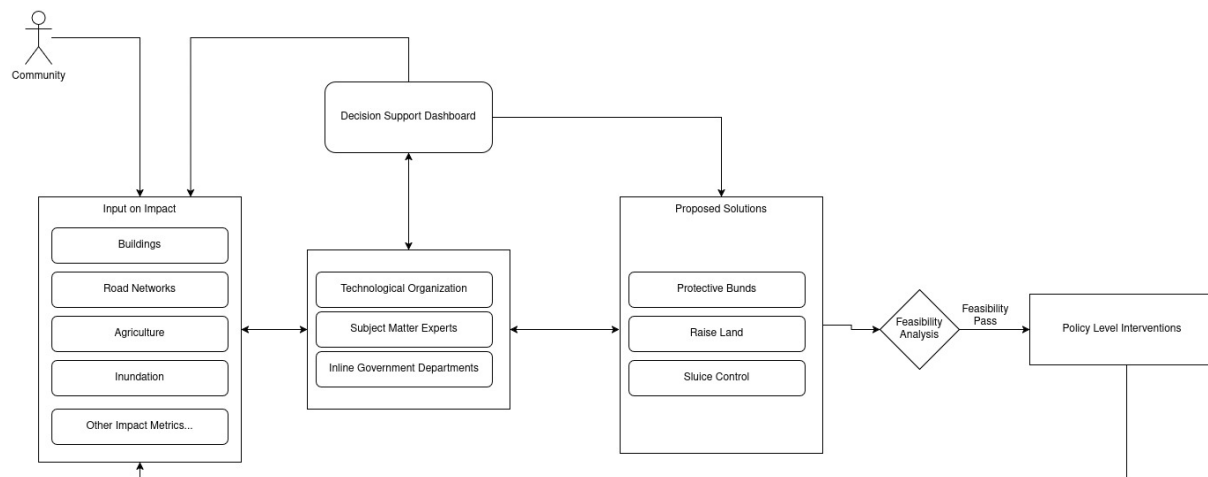 Community
Decision Support Dashboard
Input on Impact
Buildings
Road Networks
Agriculture
Inundation
Other Impact Metrics...
Technological Organization
Subject Matter Experts
Inline Government Departments
Proposed Solutions
Protective Bunds
Raise Land
Sluice Control
Feasibility
Analysis
Feasibility
Pass
Policy Level Interventions